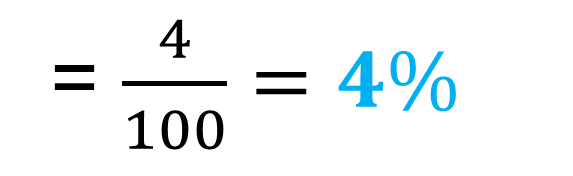 = 4/100 = 4%